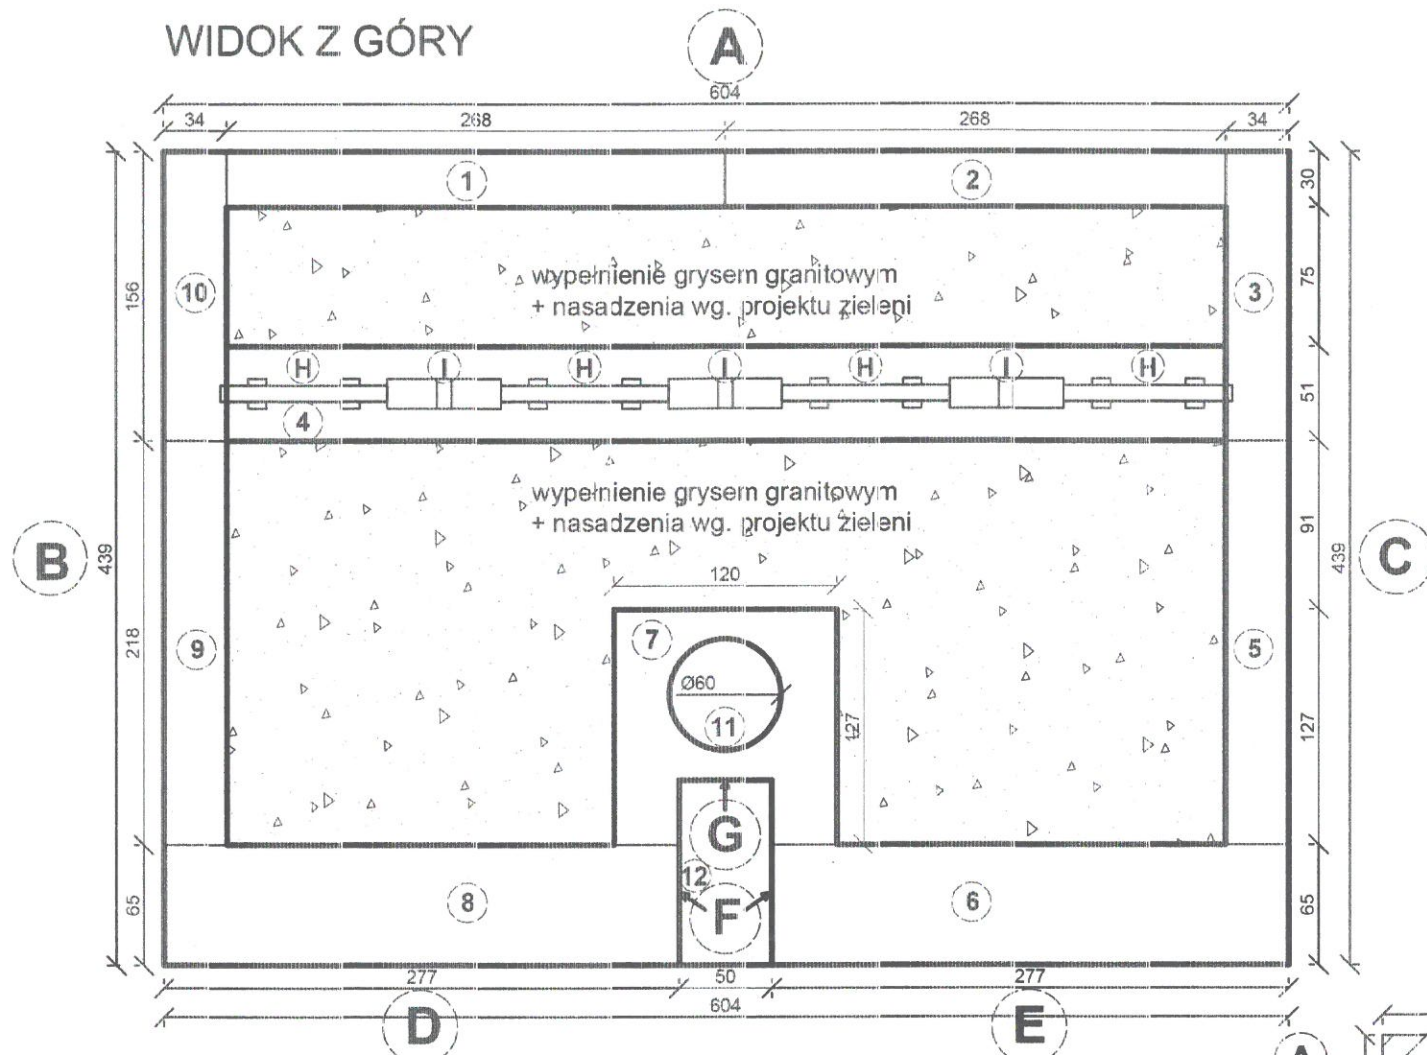 WIDOK Z GÓRY
A
604
34 268 268 34
1 2
30
wypełnienie grysem granitowym
+ nasadzenia wg. projektu zieleni
10 3
156 75
H I H I H I H
4
51
wypełnienie grysem granitowym
+ nasadzenia wg. projektu zieleni
91
B 439 439 C
120
7
9 5
218
Ø60
11
127 127
G
12
8 6
F
65 65
277 50 277
604
D E
A